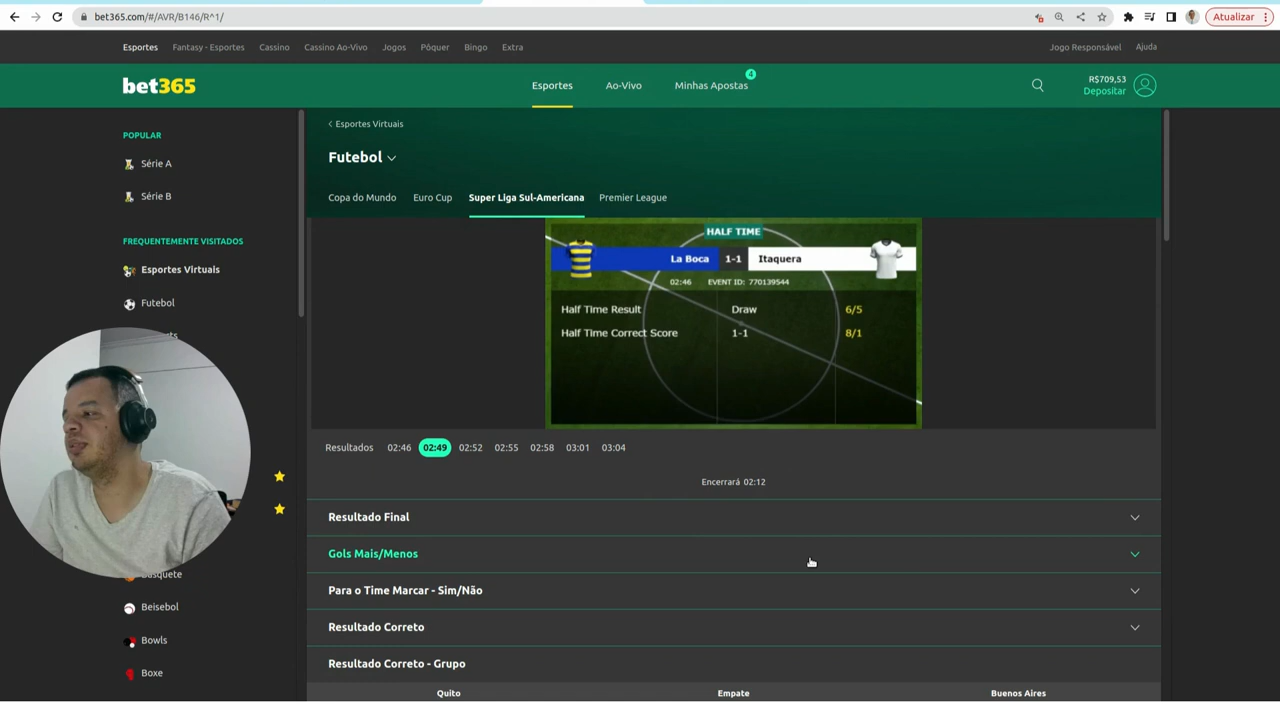 bet365.com/#/AVR/B146/R^1/
Atualizar
Esportes Fantasy - Esportes Cassino Cassino Ao-Vivo Jogos Pôquer Bingo Extra Jogo Responsável Ajuda
bet365 Esportes Ao-Vivo Minhas Apostas 4 R$709,53
Depositar
POPULAR
Série A
Série B
FREQUENTEMENTE VISITADOS
Esportes Virtuais
Futebol
Basquete
Beisebol
Bowls
Boxe
Esportes Virtuais
Futebol
Copa do Mundo Euro Cup Super Liga Sul-Americana Premier League
HALF TIME
La Boca 1-1 Itaquera
02:46 EVENT ID: 770139544
Half Time Result Draw 6/5
Half Time Correct Score 1-1 8/1
Resultados 02:46 02:49 02:52 02:55 02:58 03:01 03:04
Encerrará 02:12
Resultado Final
Gols Mais/Menos
Para o Time Marcar - Sim/Não
Resultado Correto
Resultado Correto - Grupo
Quito Empate Buenos Aires